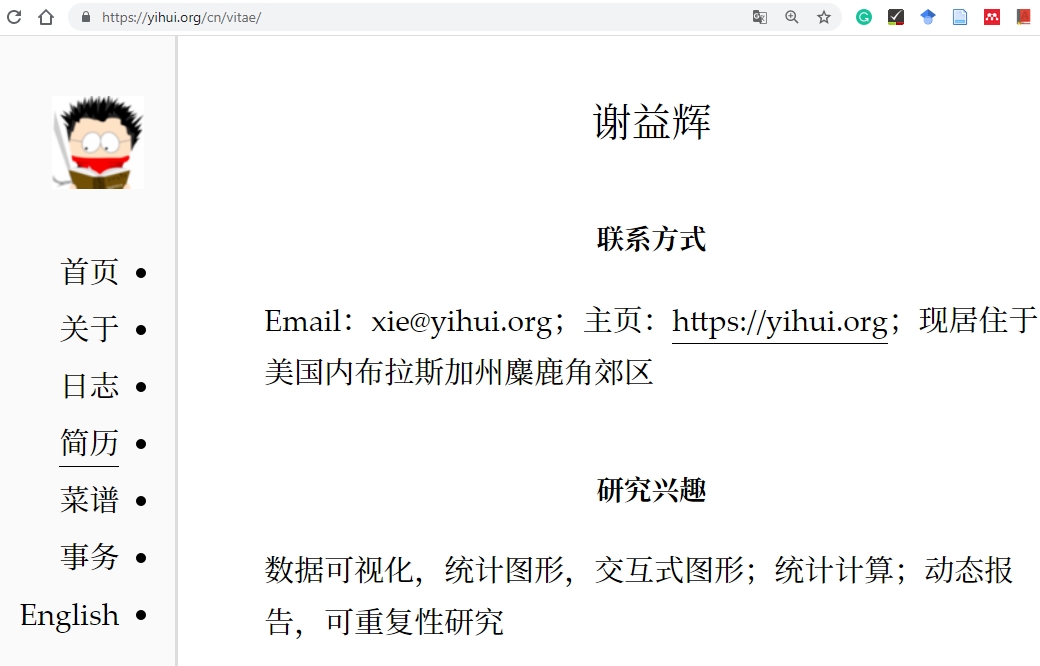 https://yihui.org/cn/vitae/
首页
关于
日志
简历
菜谱
事务
English
谢益辉
联系方式
Email：xie@yihui.org；主页：https://yihui.org；现居住于
美国内布拉斯加州麋鹿角郊区
研究兴趣
数据可视化，统计图形，交互式图形；统计计算；动态报
告，可重复性研究